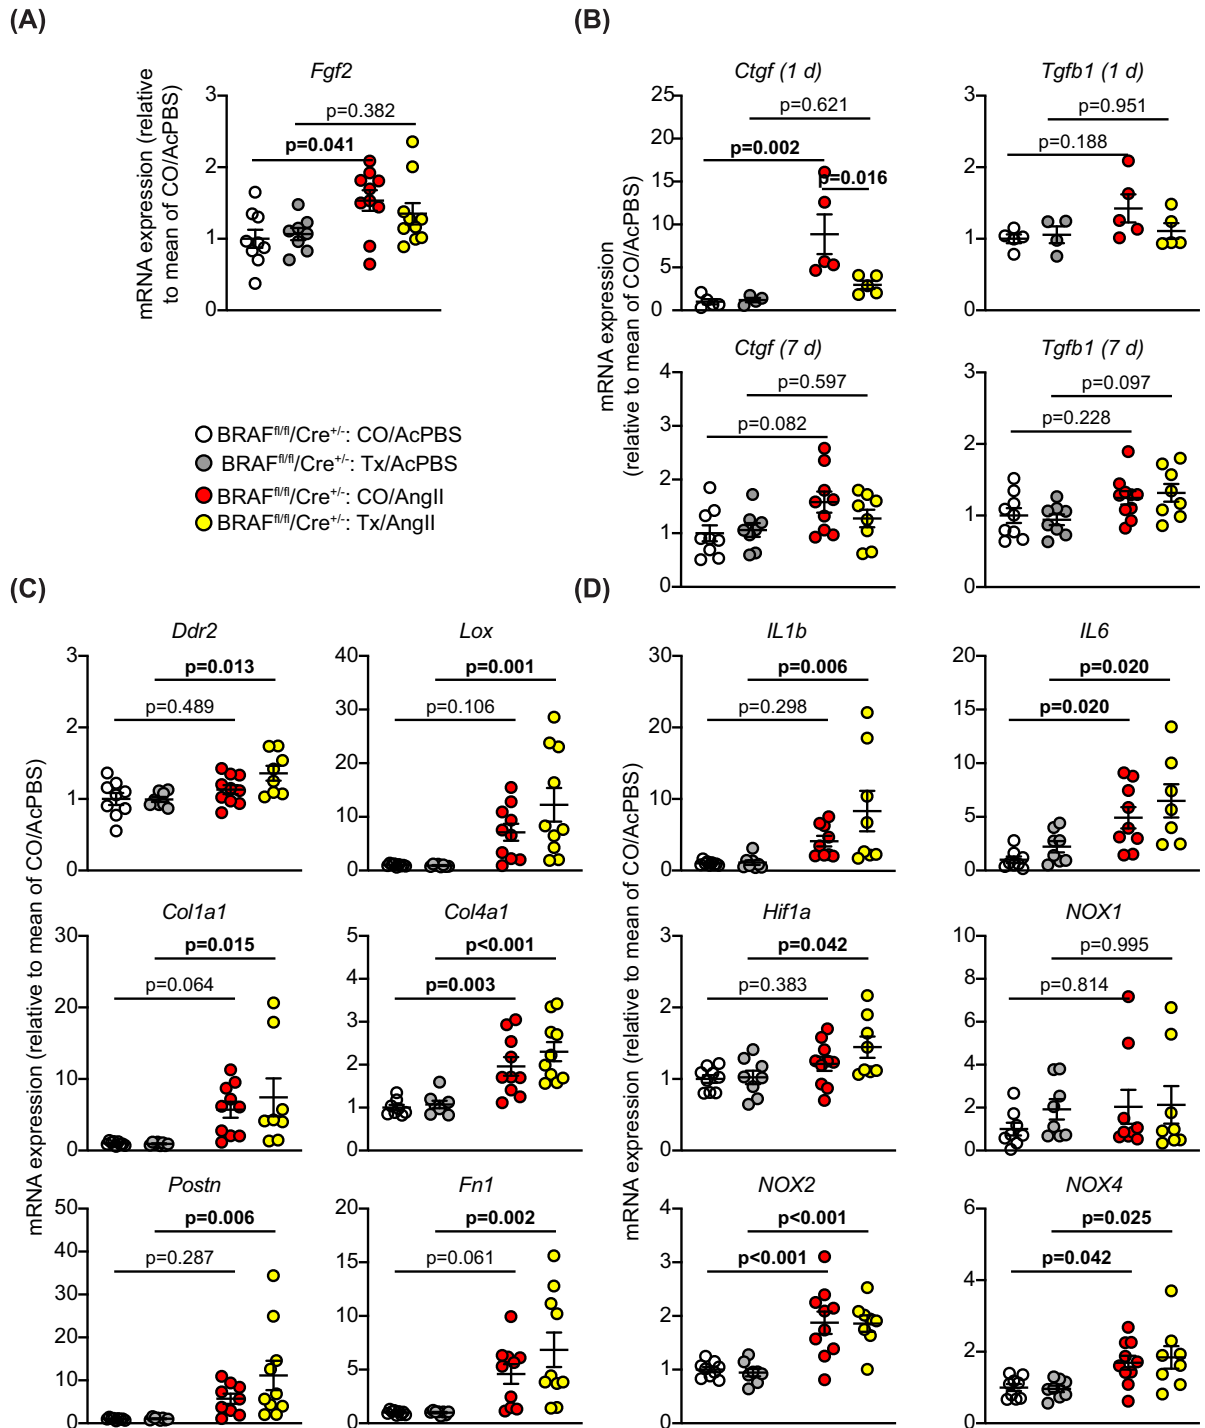 (A)
Fgf2
mRNA expression (relative
to mean of CO/AcPBS)
3
2
1
0
p=0.382
p=0.041
BRAFfl/fl/Cre+/-: CO/AcPBS
BRAFfl/fl/Cre+/-: Tx/AcPBS
BRAFfl/fl/Cre+/-: CO/AngII
BRAFfl/fl/Cre+/-: Tx/AngII
(B)
mRNA expression
(relative to mean of CO/AcPBS)
Ctgf (1 d)
25
20
15
10
5
0
p=0.621
p=0.002
p=0.016
Tgfb1 (1 d)
3
2
1
0
p=0.951
p=0.188
Ctgf (7 d)
4
3
2
1
0
p=0.597
p=0.082
Tgfb1 (7 d)
3
2
1
0
p=0.097
p=0.228
(C)
mRNA expression (relative to mean of CO/AcPBS)
Ddr2
3
2
1
0
p=0.013
p=0.489
Lox
40
30
20
10
0
p=0.001
p=0.106
Col1a1
30
20
10
0
p=0.015
p=0.064
Col4a1
5
4
3
2
1
0
p<0.001
p=0.003
Postn
50
40
30
20
10
0
p=0.006
p=0.287
Fn1
20
15
10
5
0
p=0.002
p=0.061
(D)
mRNA expression (relative to mean of CO/AcPBS)
IL1b
30
20
10
0
p=0.006
p=0.298
IL6
20
15
10
5
0
p=0.020
p=0.020
Hif1a
3
2
1
0
p=0.042
p=0.383
NOX1
10
8
6
4
2
0
p=0.995
p=0.814
NOX2
4
3
2
1
0
p<0.001
p<0.001
NOX4
6
4
2
0
p=0.025
p=0.042